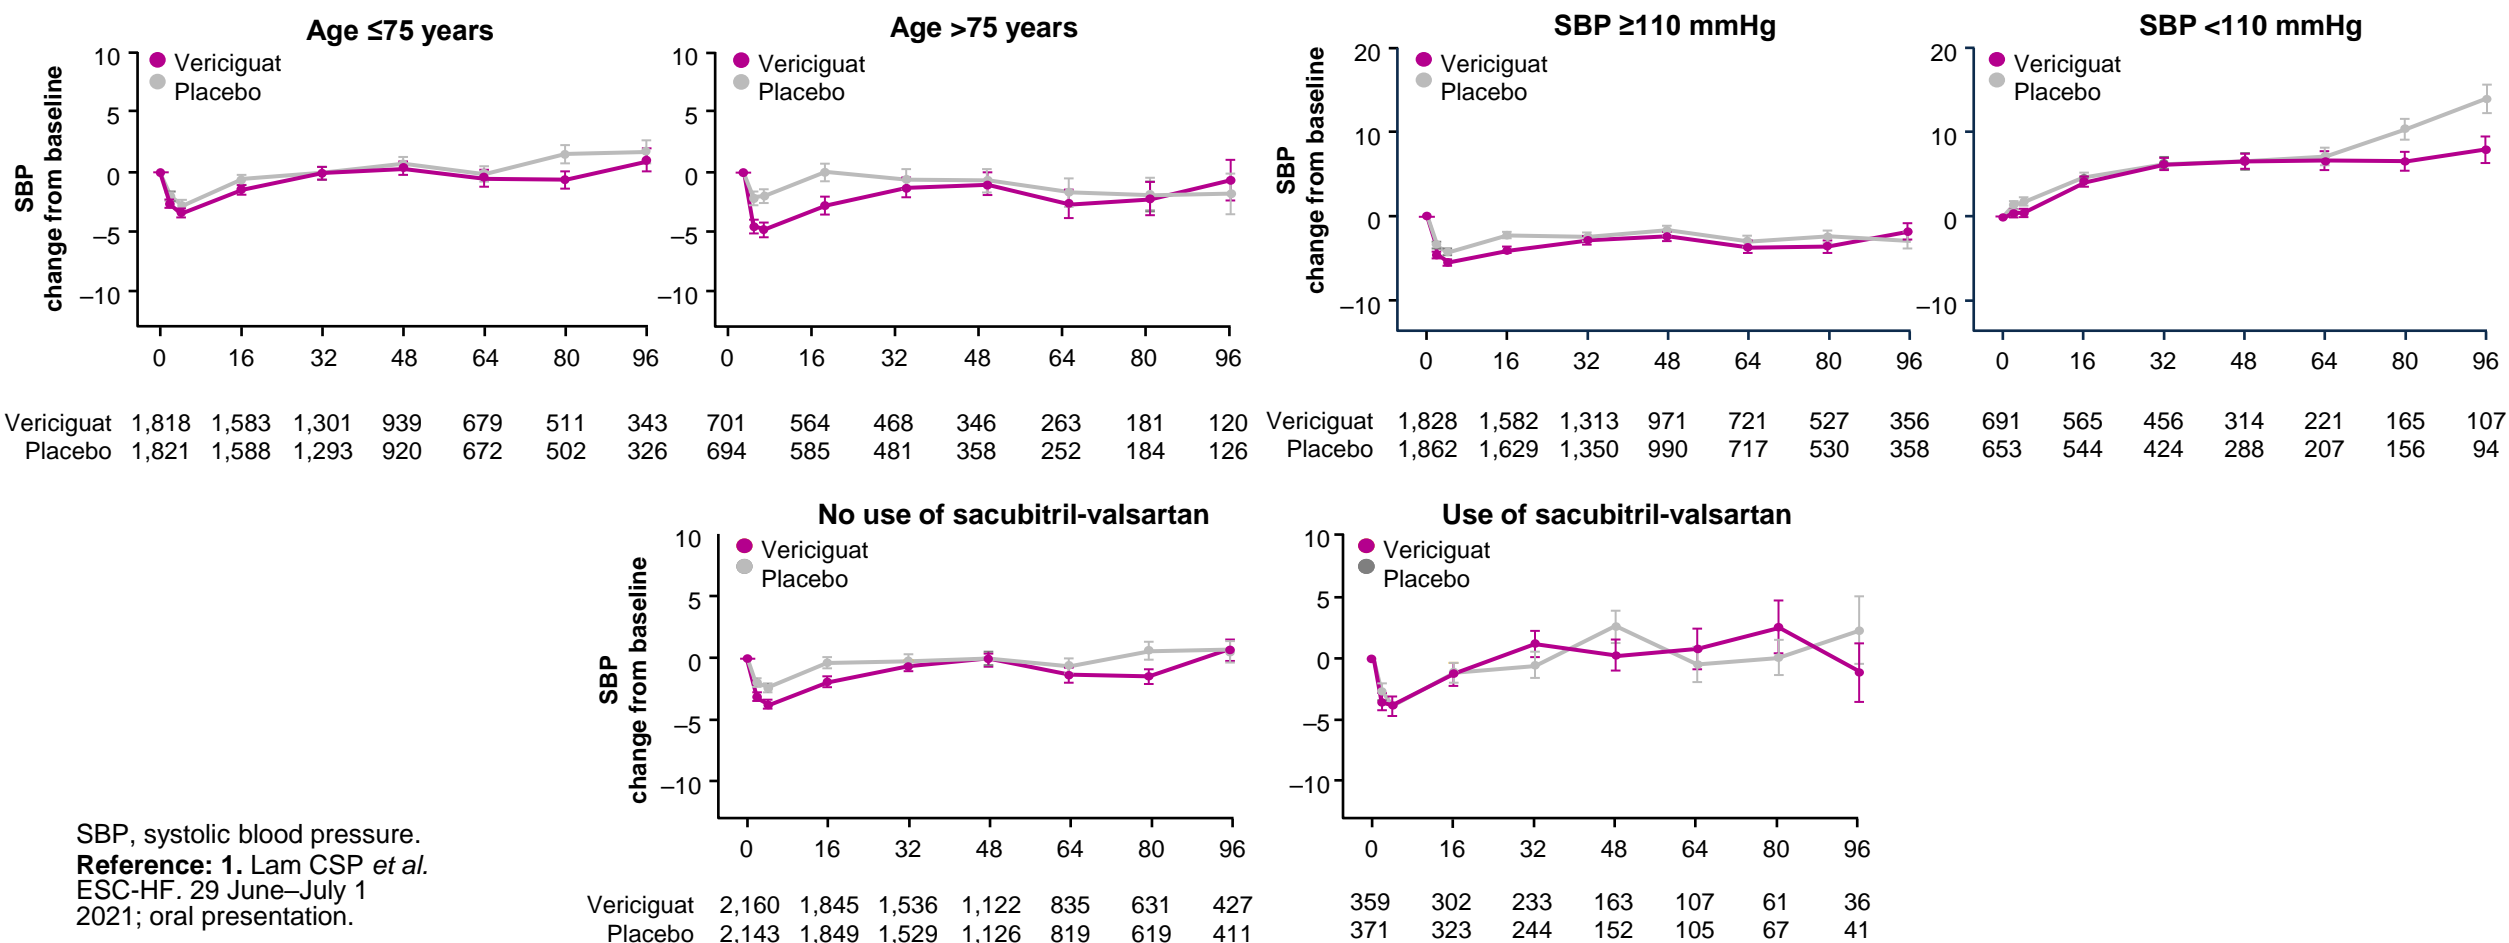 Age ≤75 years
Age >75 years
SBP ≥110 mmHg
SBP <110 mmHg
SBP
change from baseline
10
5
0
–5
–10
Vericiguat
Placebo
0 16 32 48 64 80 96
10
5
0
–5
–10
Vericiguat
Placebo
0 16 32 48 64 80 96
SBP
change from baseline
20
10
0
–10
Vericiguat
Placebo
0 16 32 48 64 80 96
20
10
0
–10
Vericiguat
Placebo
0 16 32 48 64 80 96
Vericiguat 1,818 1,583 1,301 939 679 511 343 701 564 468 346 263 181 120
Placebo 1,821 1,588 1,293 920 672 502 326 694 585 481 358 252 184 126
Vericiguat 1,828 1,582 1,313 971 721 527 356 691 565 456 314 221 165 107
Placebo 1,862 1,629 1,350 990 717 530 358 653 544 424 288 207 156 94
No use of sacubitril-valsartan
Use of sacubitril-valsartan
SBP
change from baseline
10
5
0
–5
–10
Vericiguat
Placebo
0 16 32 48 64 80 96
10
5
0
–5
–10
Vericiguat
Placebo
0 16 32 48 64 80 96
Vericiguat 2,160 1,845 1,536 1,122 835 631 427 359 302 233 163 107 61 36
Placebo 2,143 1,849 1,529 1,126 819 619 411 371 323 244 152 105 67 41
SBP, systolic blood pressure.
Reference: 1. Lam CSP et al.
ESC-HF. 29 June–July 1
2021; oral presentation.